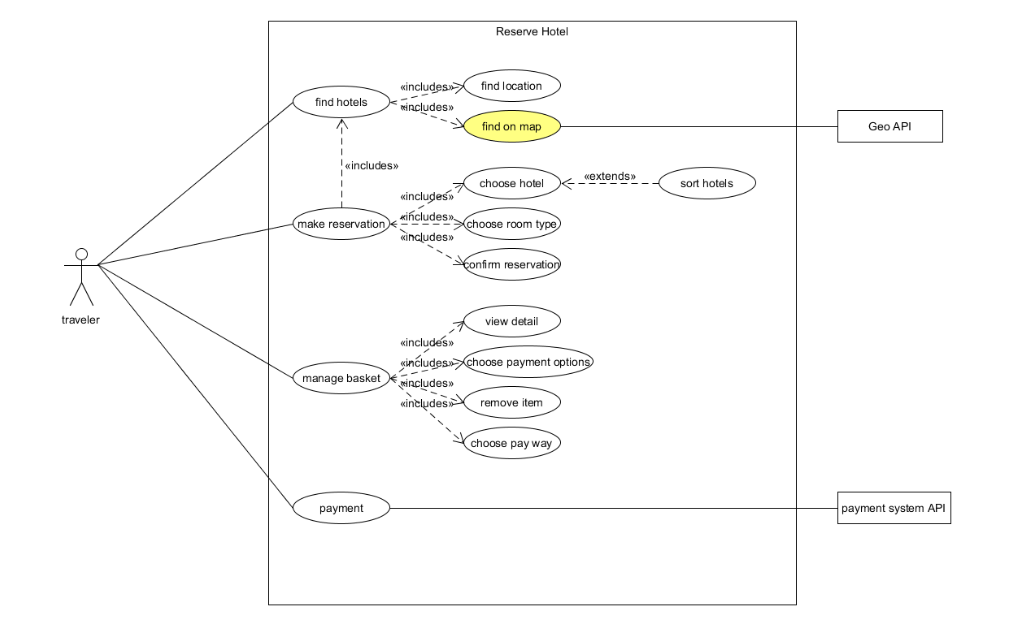 Reserve Hotel
find hotels
«includes»
find location
«includes»
find on map
Geo API
«includes»
make reservation
«includes»
choose hotel
«extends»
sort hotels
«includes»
choose room type
«includes»
confirm reservation
traveler
manage basket
«includes»
view detail
«includes»
choose payment options
«includes»
remove item
«includes»
choose pay way
payment
payment system API